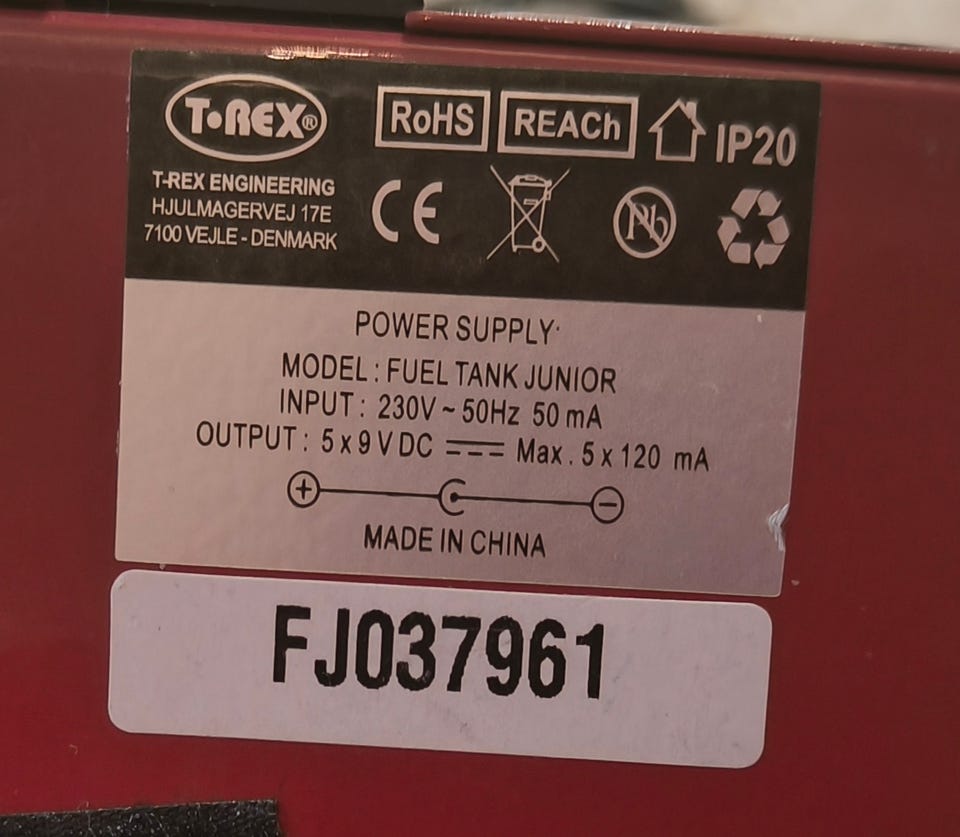 T•REX®
RoHS REACh IP20
T-REX ENGINEERING
HJULMAGERVEJ 17E
7100 VEJLE - DENMARK
CE
Pb
POWER SUPPLY
MODEL : FUEL TANK JUNIOR
INPUT : 230V ~ 50Hz 50 mA
OUTPUT : 5 x 9 V DC ⎓ Max. 5 x 120 mA
+ −
MADE IN CHINA
FJ037961